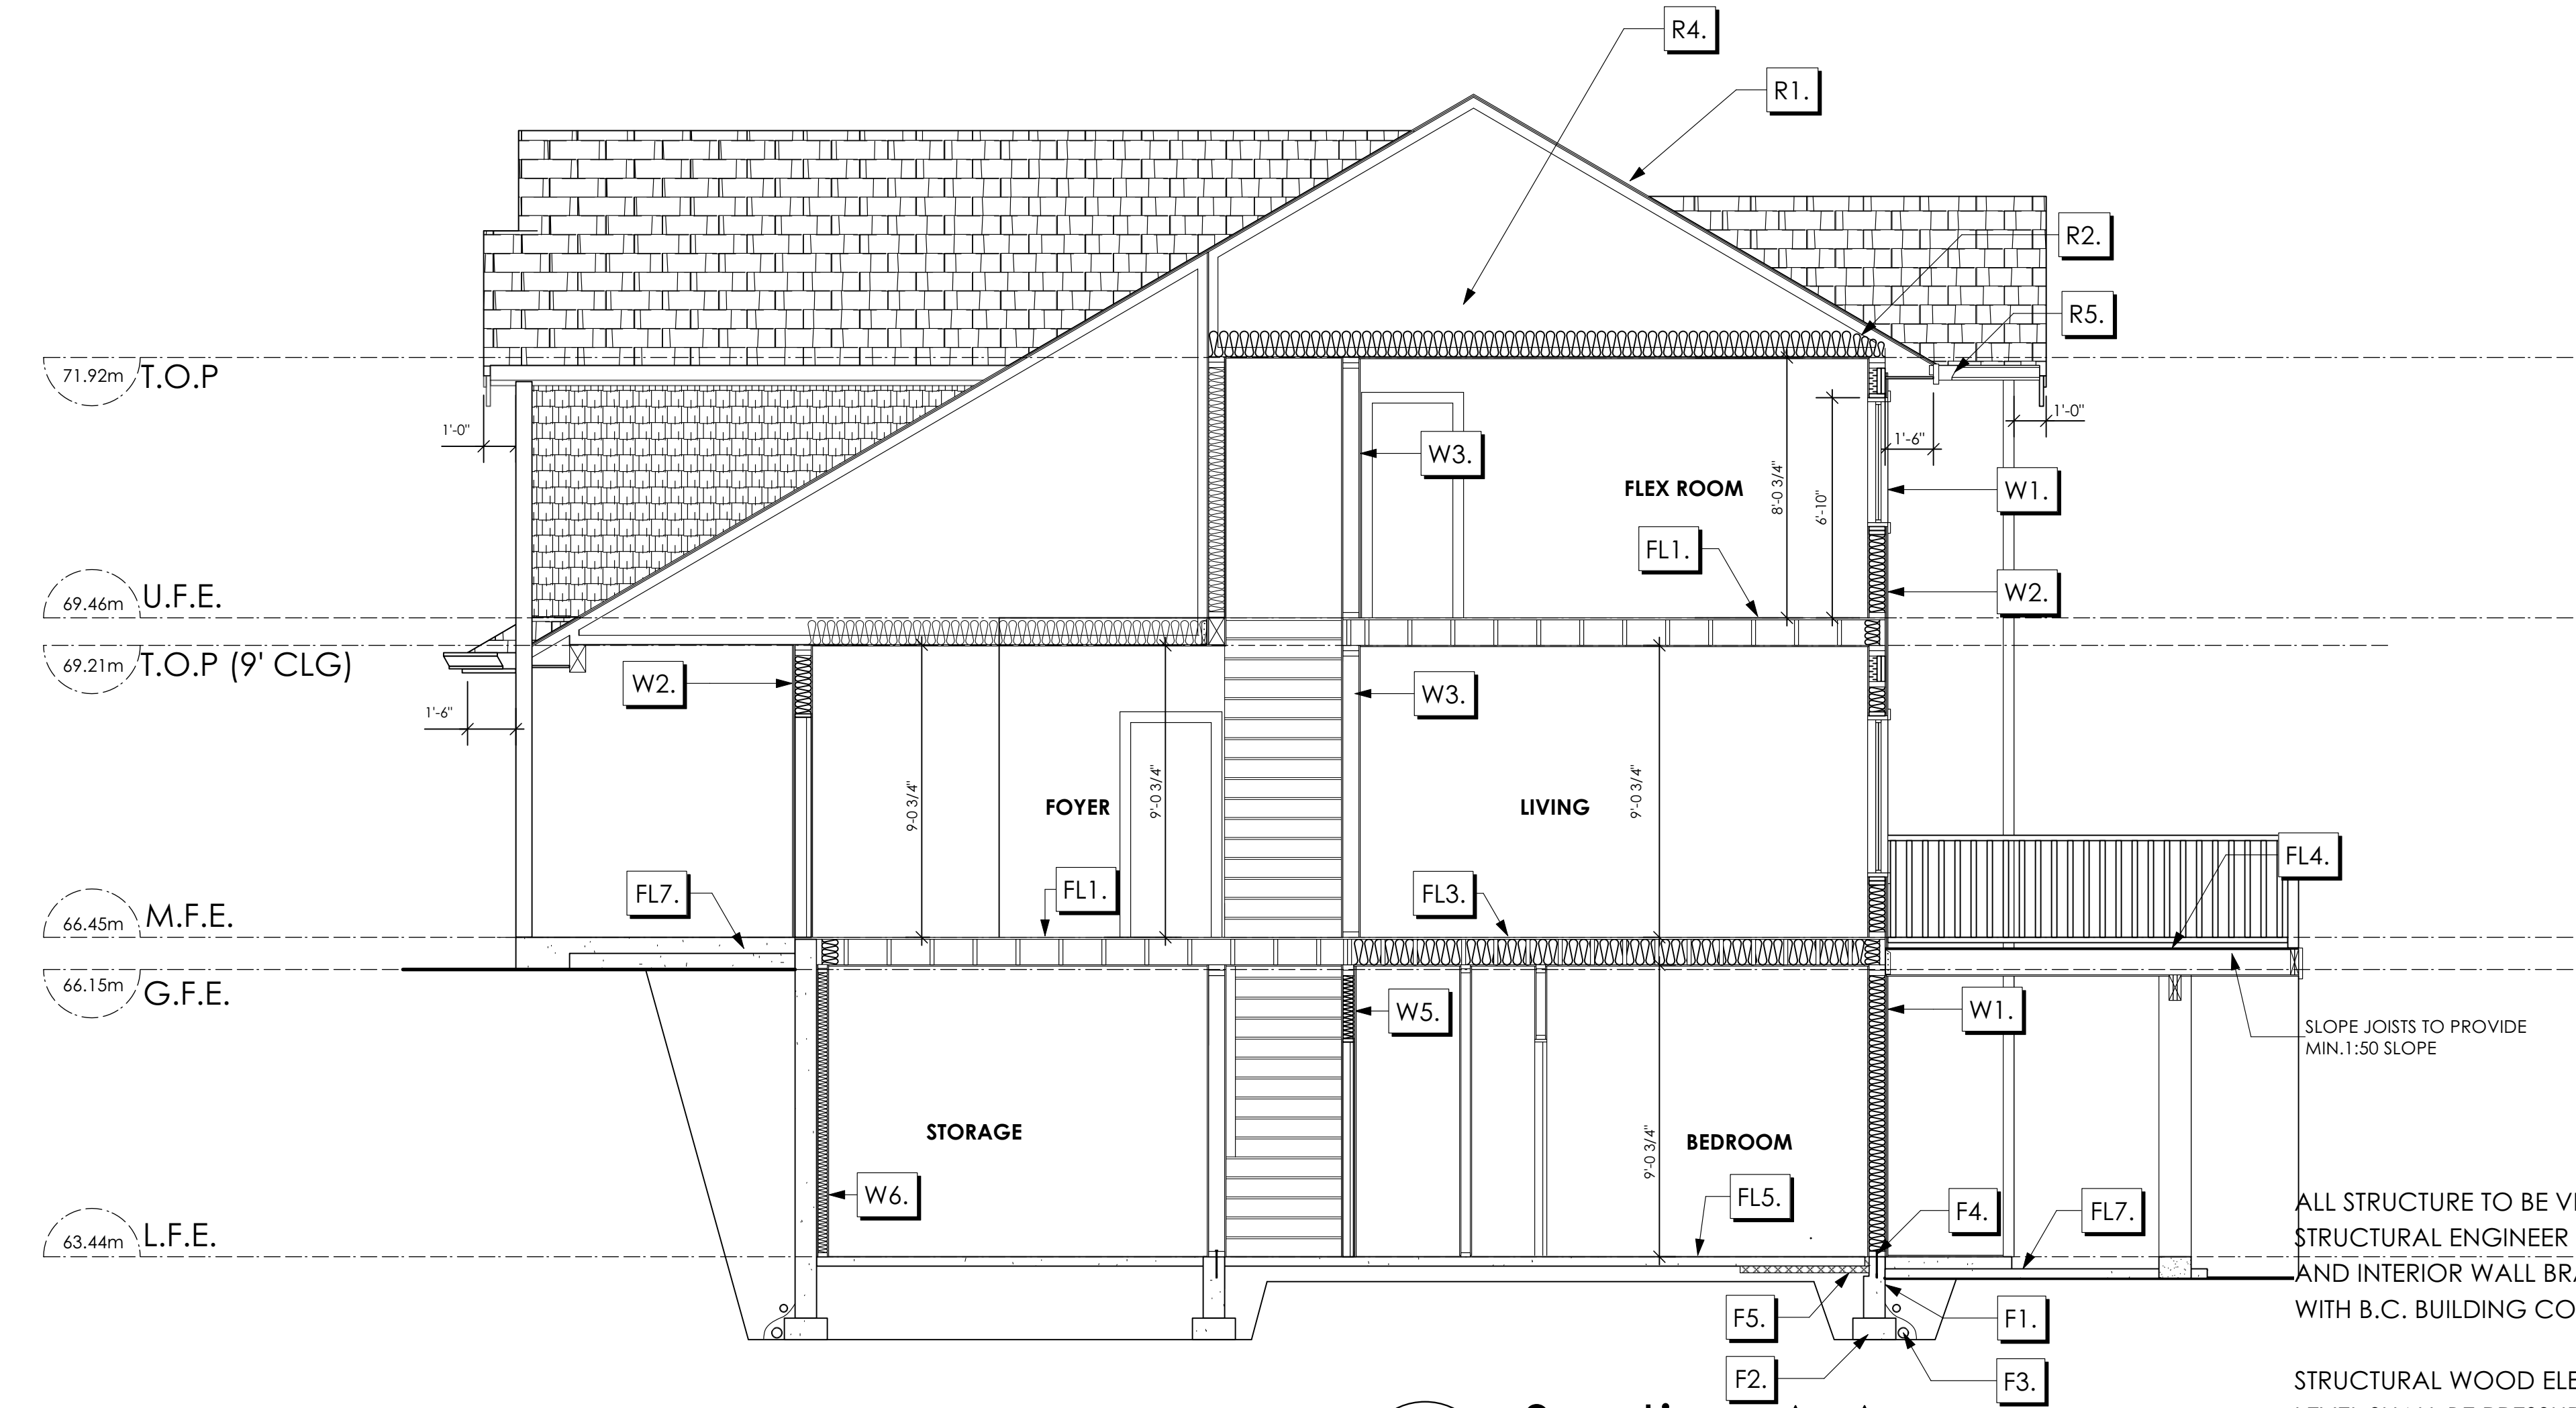 R4.
R1.
R2.
R5.
71.92m T.O.P
1'-0"
1'-0"
1'-6"
W3.
FLEX ROOM
8'-0 3/4"
6'-10"
W1.
FL1.
W2.
69.46m U.F.E.
69.21m T.O.P (9' CLG)
W2.
W3.
1'-6"
9-0 3/4"
FOYER
9'-0 3/4"
LIVING
9'-0 3/4"
FL4.
FL7.
FL1.
FL3.
66.45m M.F.E.
66.15m G.F.E.
W5.
W1.
SLOPE JOISTS TO PROVIDE
MIN.1:50 SLOPE
STORAGE
9'-0 3/4"
BEDROOM
W6.
FL5.
F4.
FL7.
63.44m L.F.E.
ALL STRUCTURE TO BE
STRUCTURAL ENGINEER
AND INTERIOR WALL
WITH B.C. BUILDING
F5.
F1.
F2.
F3.
STRUCTURAL WOOD